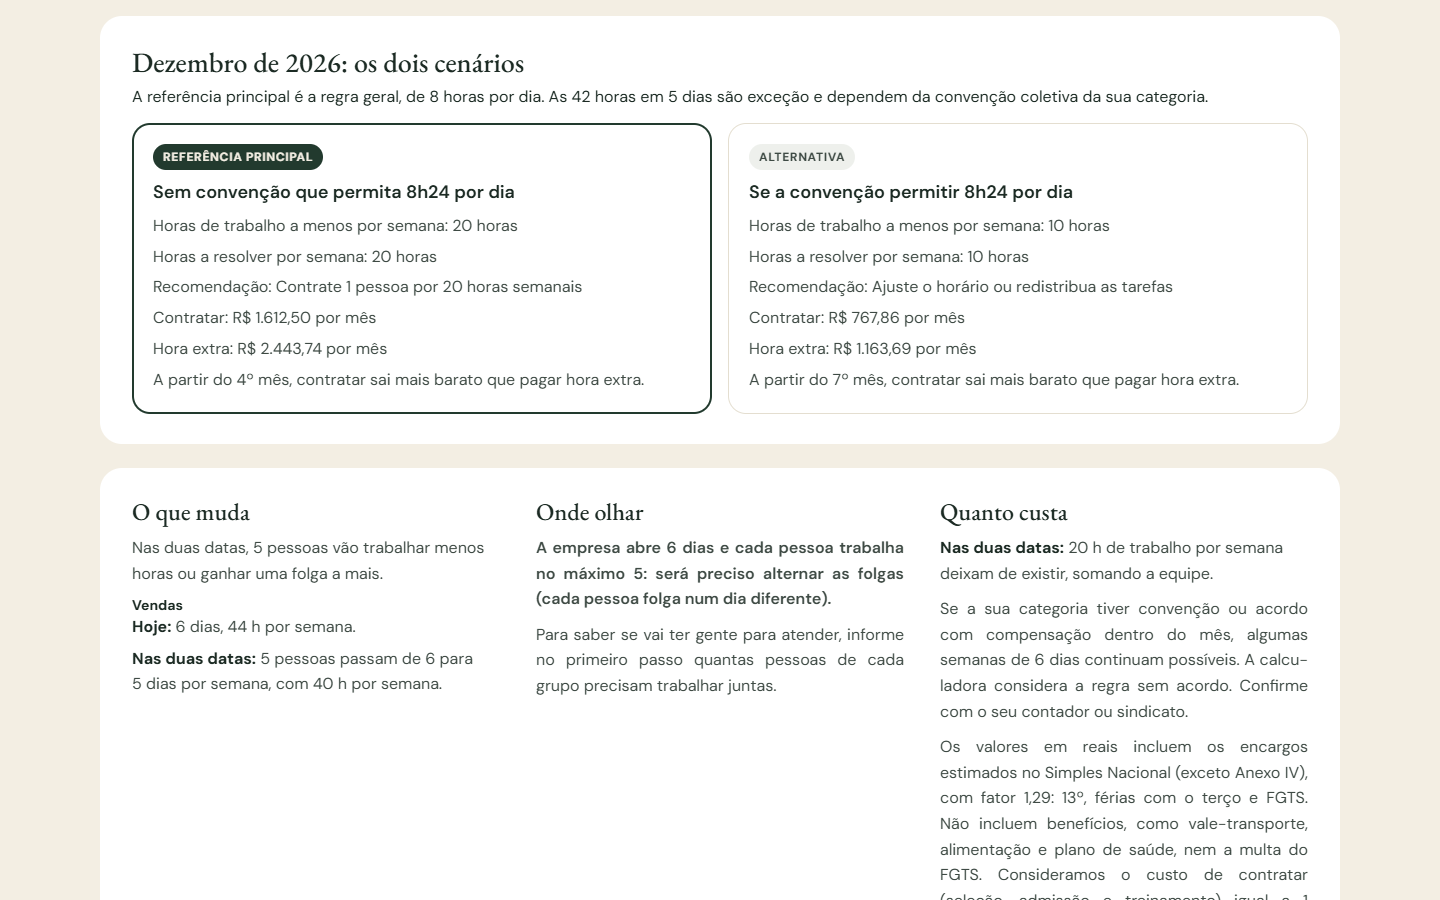 Dezembro de 2026: os dois cenários
A referência principal é a regra geral, de 8 horas por dia. As 42 horas em 5 dias são exceção e dependem da convenção coletiva da sua categoria.
REFERÊNCIA PRINCIPAL
Sem convenção que permita 8h24 por dia
Horas de trabalho a menos por semana: 20 horas
Horas a resolver por semana: 20 horas
Recomendação: Contrate 1 pessoa por 20 horas semanais
Contratar: R$ 1.612,50 por mês
Hora extra: R$ 2.443,74 por mês
A partir do 4º mês, contratar sai mais barato que pagar hora extra.
ALTERNATIVA
Se a convenção permitir 8h24 por dia
Horas de trabalho a menos por semana: 10 horas
Horas a resolver por semana: 10 horas
Recomendação: Ajuste o horário ou redistribua as tarefas
Contratar: R$ 767,86 por mês
Hora extra: R$ 1.163,69 por mês
A partir do 7º mês, contratar sai mais barato que pagar hora extra.
O que muda
Nas duas datas, 5 pessoas vão trabalhar menos
horas ou ganhar uma folga a mais.
Vendas
Hoje: 6 dias, 44 h por semana.
Nas duas datas: 5 pessoas passam de 6 para
5 dias por semana, com 40 h por semana.
Onde olhar
A empresa abre 6 dias e cada pessoa trabalha
no máximo 5: será preciso alternar as folgas
(cada pessoa folga num dia diferente).
Para saber se vai ter gente para atender, informe
no primeiro passo quantas pessoas de cada
grupo precisam trabalhar juntas.
Quanto custa
Nas duas datas: 20 h de trabalho por semana
deixam de existir, somando a equipe.
Se a sua categoria tiver convenção ou acordo
com compensação dentro do mês, algumas
semanas de 6 dias continuam possíveis. A calcu-
ladora considera a regra sem acordo. Confirme
com o seu contador ou sindicato.
Os valores em reais incluem os encargos
estimados no Simples Nacional (exceto Anexo IV),
com fator 1,29: 13º, férias com o terço e FGTS.
Não incluem benefícios, como vale-transporte,
alimentação e plano de saúde, nem a multa do
FGTS. Consideramos o custo de contratar
(seleção, admissão e treinamento) igual a 1